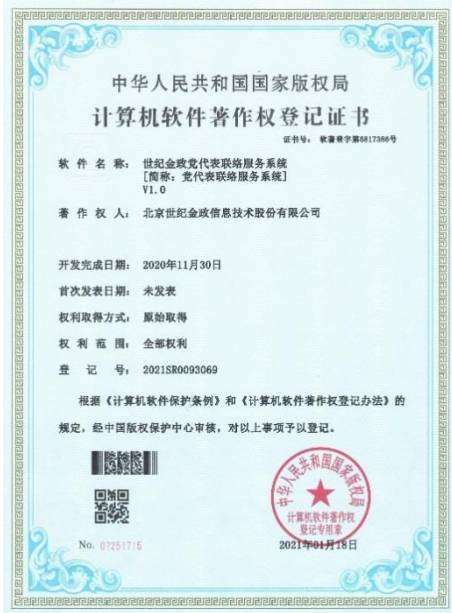 中华人民共和国国家版权局
计算机软件著作权登记证书
证书号： 软著登字第6817386号
软件名称： 世纪金政党代表联络服务系统
[简称：党代表联络服务系统]
V1.0
著作权人： 北京世纪金政信息技术股份有限公司
开发完成日期： 2020年11月30日
首次发表日期： 未发表
权利取得方式： 原始取得
权利范围： 全部权利
登记号： 2021SR0093069
根据《计算机软件保护条例》和《计算机软件著作权登记办法》的
规定，经中国版权保护中心审核，对以上事项予以登记。
中华人民共和国国家版权局
计算机软件著作权
登记专用章
No. 07251715
2021年01月18日